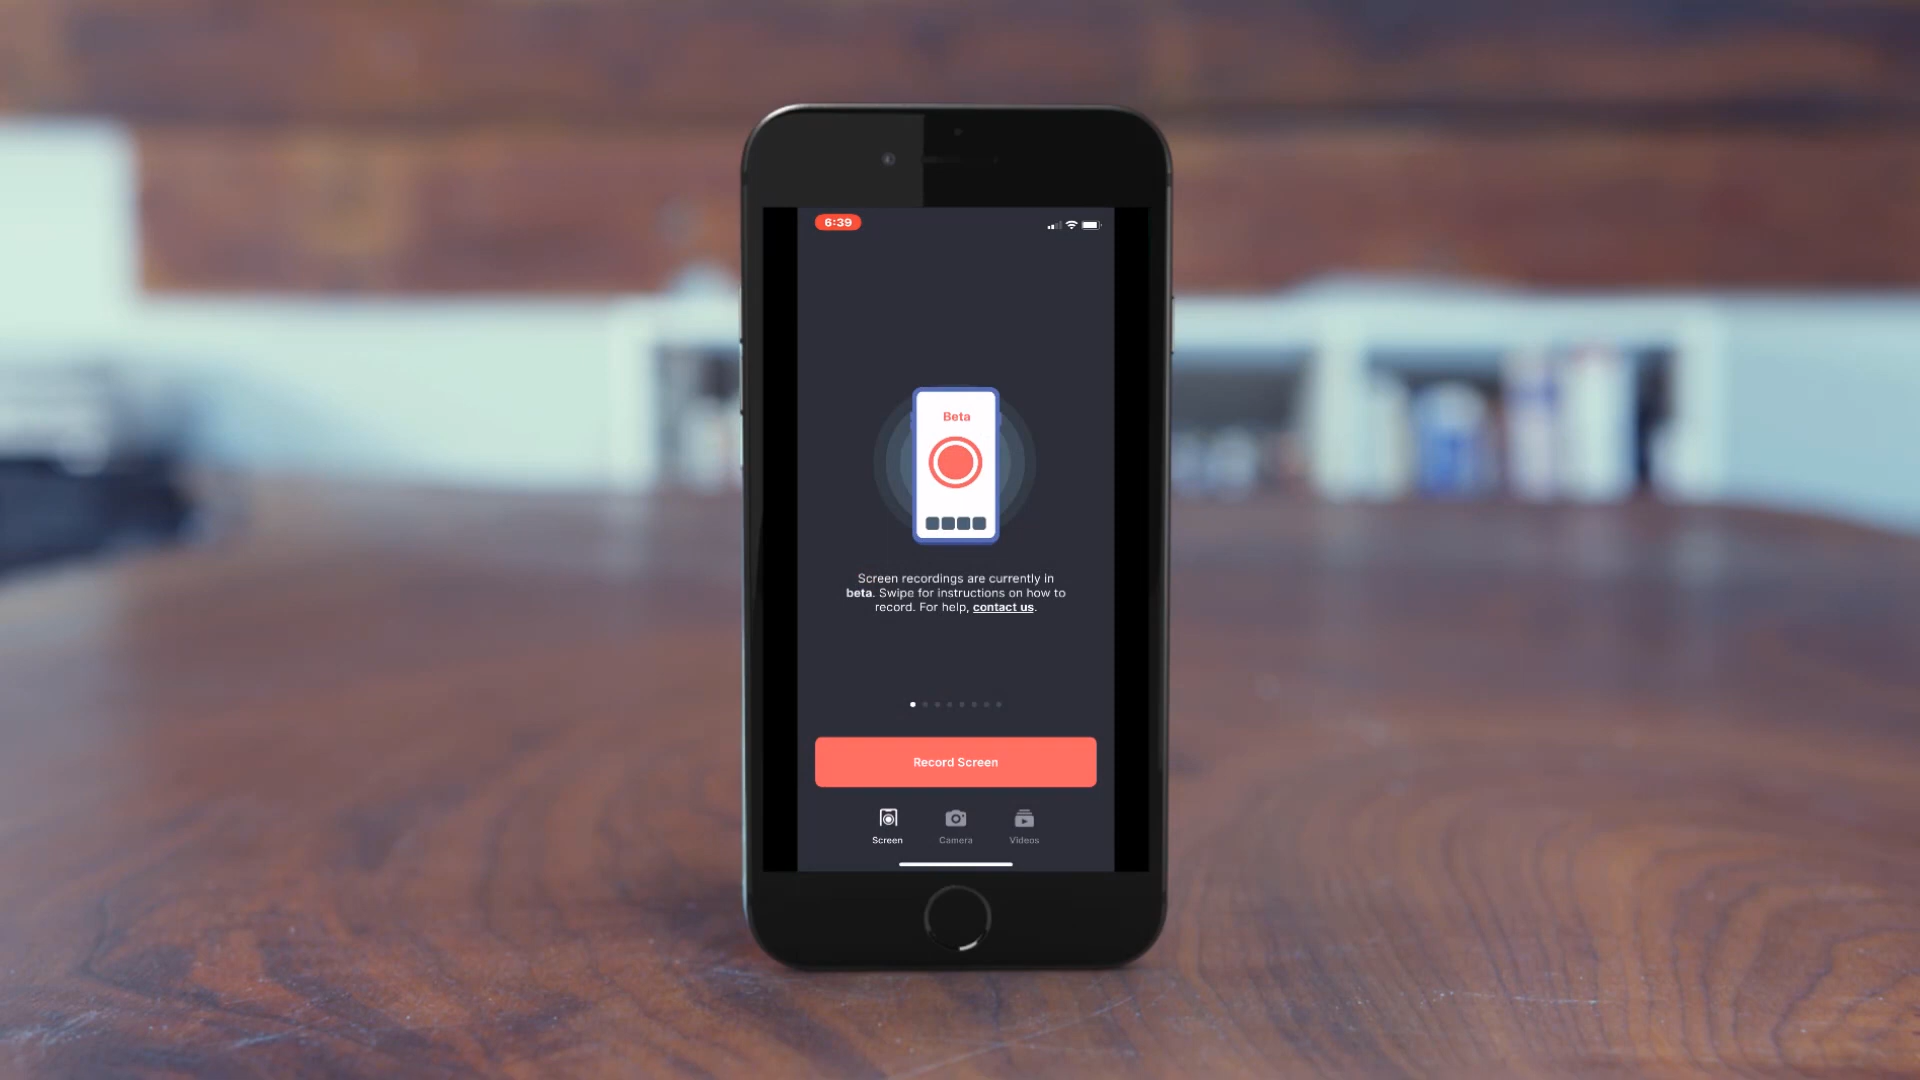 6:39
Beta
Screen recordings are currently in
beta. Swipe for instructions on how to
record. For help, contact us.
Record Screen
Screen
Camera
Videos